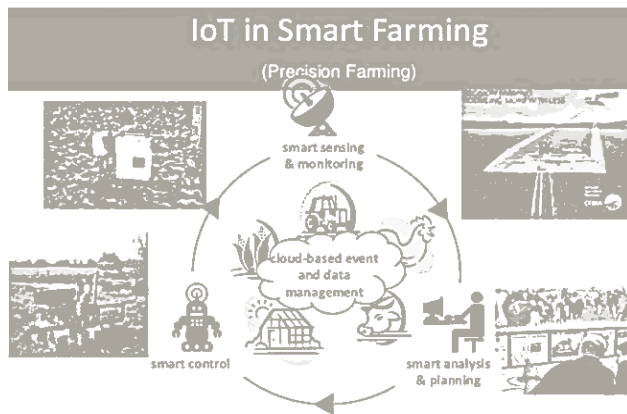 IoT in Smart Farming
(Precision Farming)
smart sensing
& monitoring
cloud-based event
and data
management
smart control
smart analysis
& planning